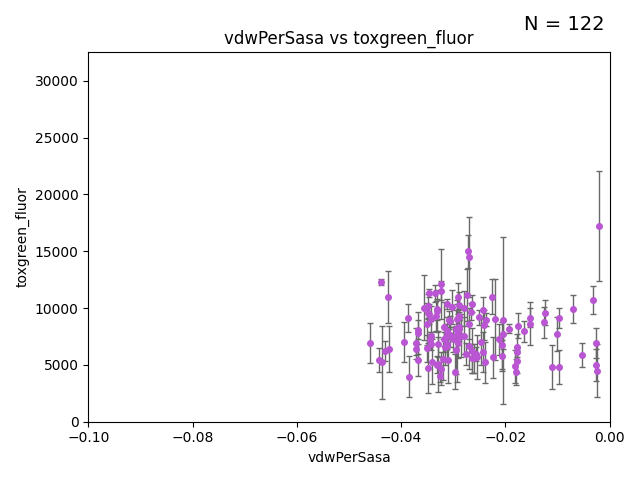 N = 122
vdwPerSasa vs toxgreen_fluor
30000
25000
20000
15000
10000
5000
0
toxgreen_fluor
−0.10 −0.08 −0.06 −0.04 −0.02 0.00
vdwPerSasa